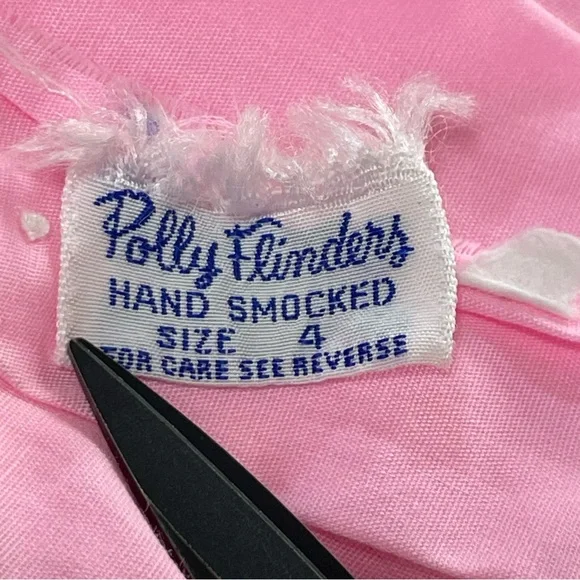 Polly Flinders
HAND SMOCKED
SIZE 4
FOR CARE SEE REVERSE